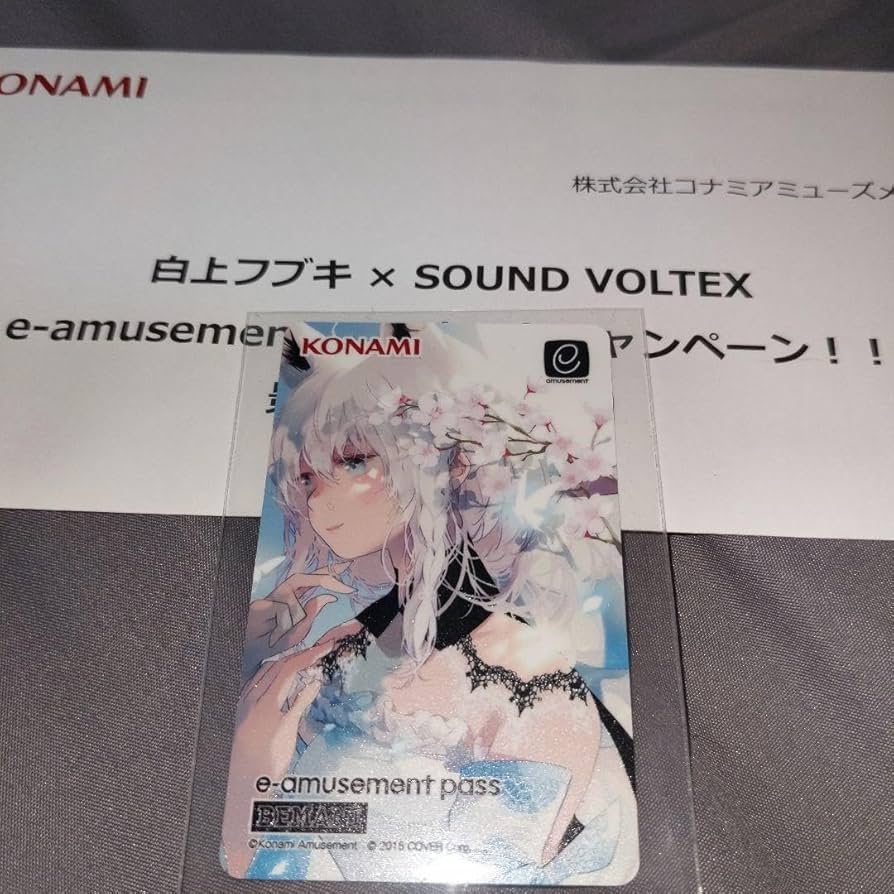 KONAMI
株式会社コナミアミューズメ
白上フブキ × SOUND VOLTEX
e-amusemen ャンペーン！！
KONAMI
e
amusement
e-amusement pass
BEMANI
©Konami Amusement © 2016 COVER Corp.